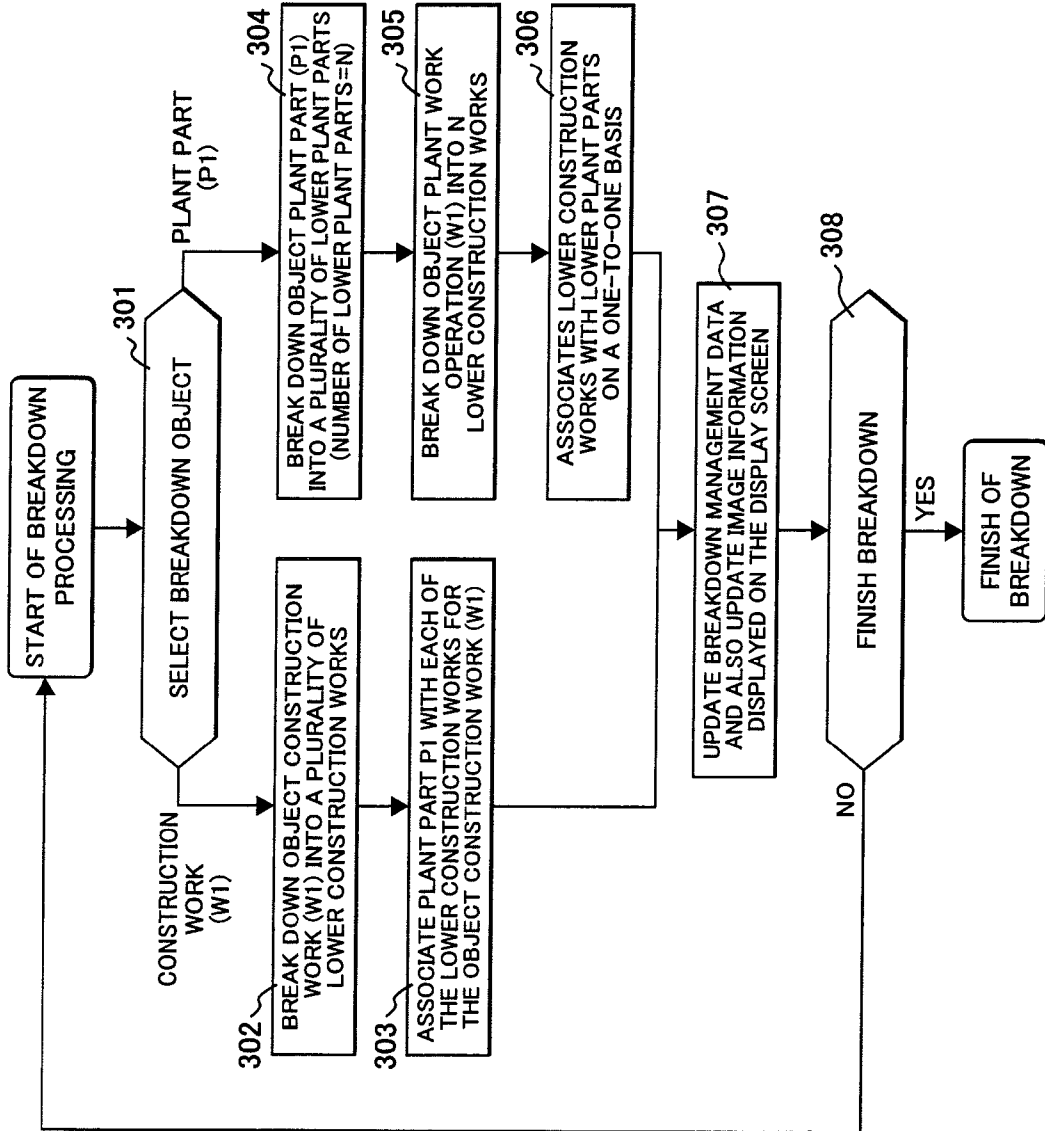 START OF BREAKDOWN
PROCESSING
301
SELECT BREAKDOWN OBJECT
CONSTRUCTION
WORK
(W1)
PLANT PART
(P1)
302
BREAK DOWN OBJECT CONSTRUCTION
WORK (W1) INTO A PLURALITY OF
LOWER CONSTRUCTION WORKS
303
ASSOCIATE PLANT PART P1 WITH EACH OF
THE LOWER CONSTRUCTION WORKS FOR
THE OBJECT CONSTRUCTION WORK (W1)
304
BREAK DOWN OBJECT PLANT PART (P1)
INTO A PLURALITY OF LOWER PLANT PARTS
(NUMBER OF LOWER PLANT PARTS=N)
305
BREAK DOWN OBJECT PLANT WORK
OPERATION (W1) INTO N
LOWER CONSTRUCTION WORKS
306
ASSOCIATES LOWER CONSTRUCTION
WORKS WITH LOWER PLANT PARTS
ON A ONE-TO-ONE BASIS
307
UPDATE BREAKDOWN MANAGEMENT DATA
AND ALSO UPDATE IMAGE INFORMATION
DISPLAYED ON THE DISPLAY SCREEN
308
FINISH BREAKDOWN
NO
YES
FINISH OF
BREAKDOWN